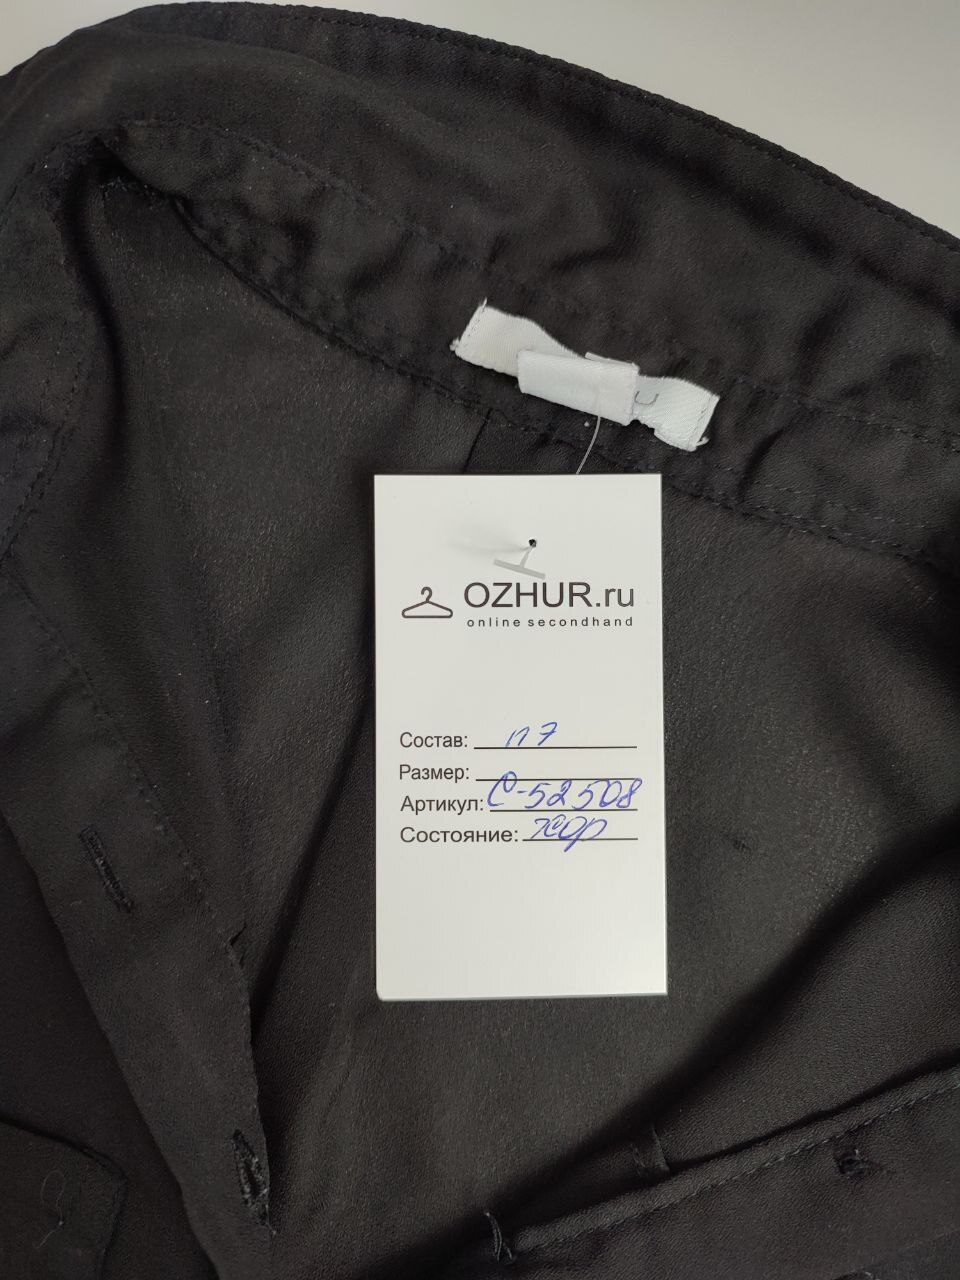 OZHUR.ru
online secondhand
Состав: пэ
Размер:
Артикул: С-52508
Состояние: хор